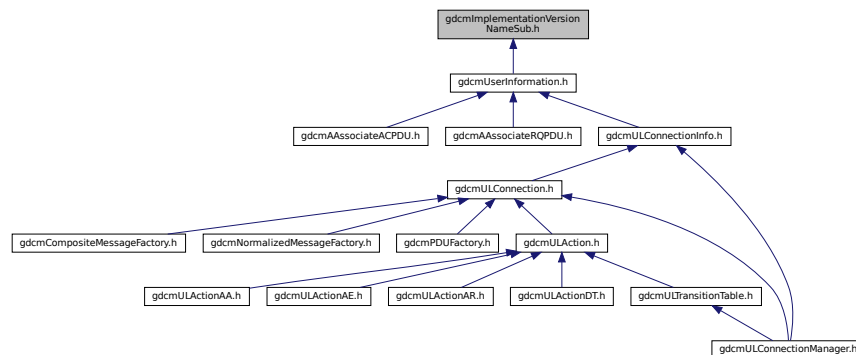 gdcmImplementationVersion
NameSub.h
gdcmUserInformation.h
gdcmAAssociateACPDU.h
gdcmAAssociateRQPDU.h
gdcmULConnectionInfo.h
gdcmULConnection.h
gdcmCompositeMessageFactory.h
gdcmNormalizedMessageFactory.h
gdcmPDUFactory.h
gdcmULAction.h
gdcmULActionAA.h
gdcmULActionAE.h
gdcmULActionAR.h
gdcmULActionDT.h
gdcmULTransitionTable.h
gdcmULConnectionManager.h